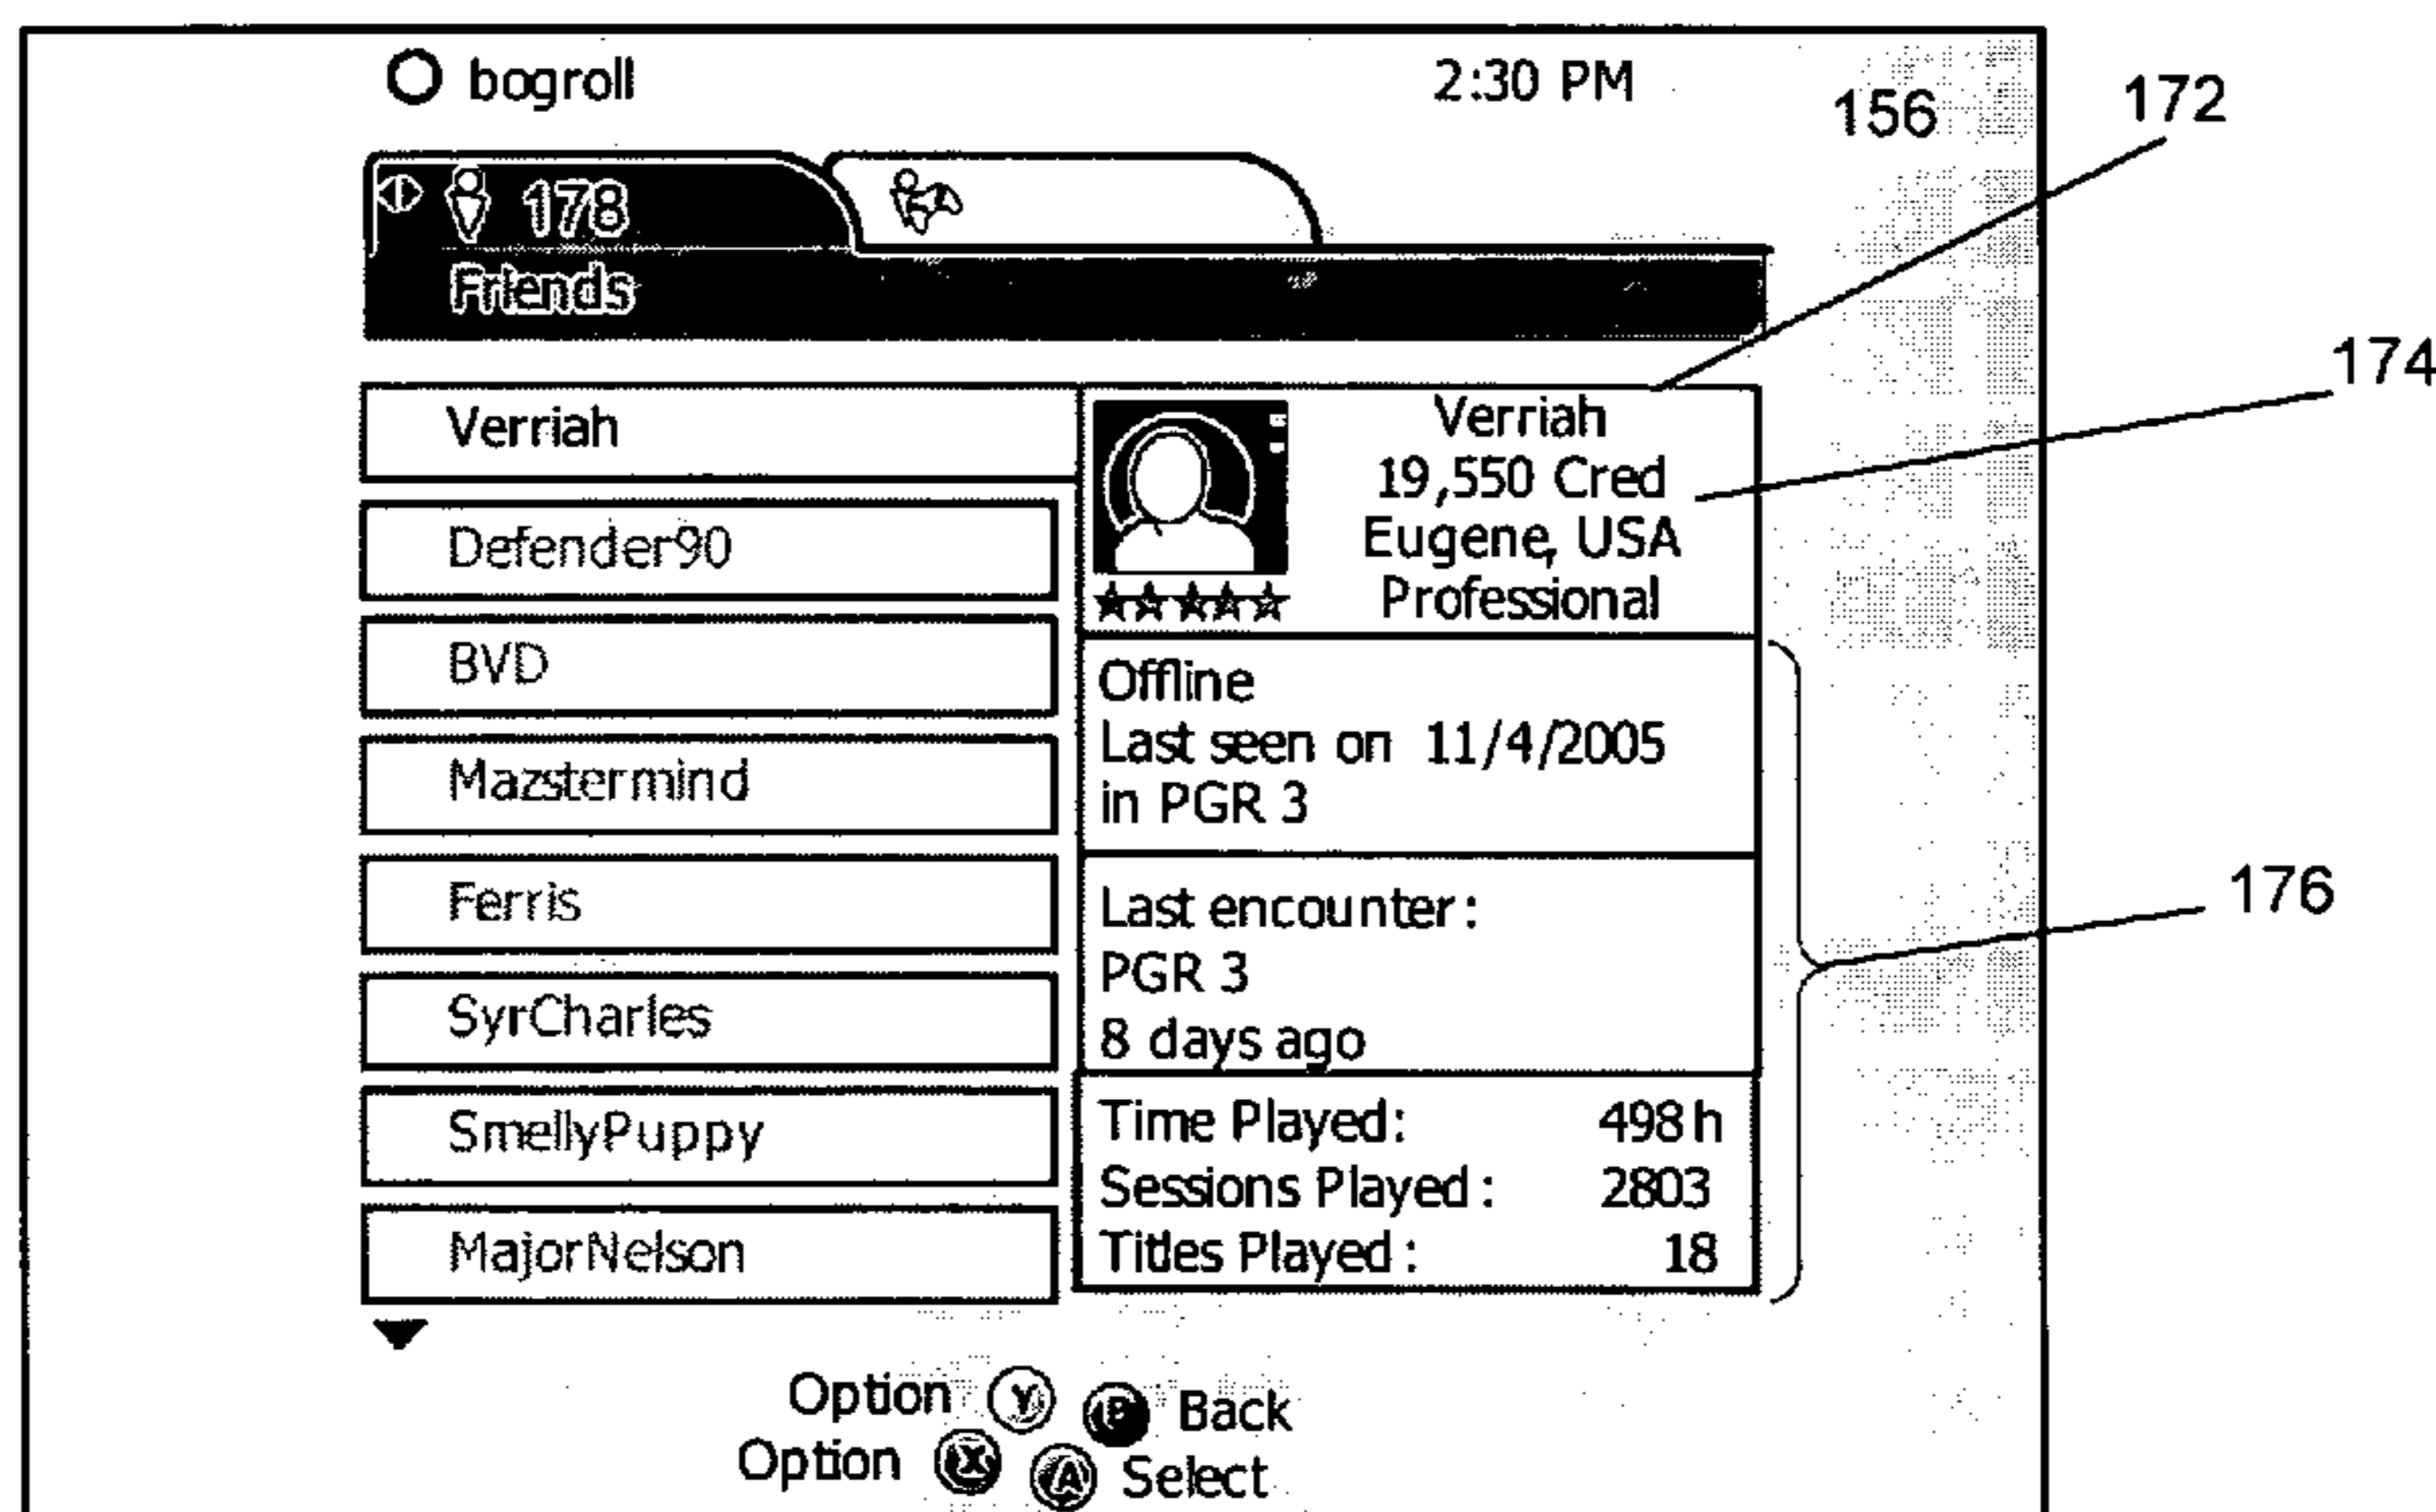 bogroll
2:30 PM
156
172
178
Friends
174
Verriah
Defender90
BVD
Mazstermind
Ferris
SyrCharles
SmellyPuppy
MajorNelson
Verriah
19,550 Cred
Eugene, USA
Professional
Offline
Last seen on 11/4/2005
in PGR 3
Last encounter:
PGR 3
8 days ago
176
Time Played: 498 h
Sessions Played: 2803
Titles Played: 18
Option Y B Back
Option X A Select